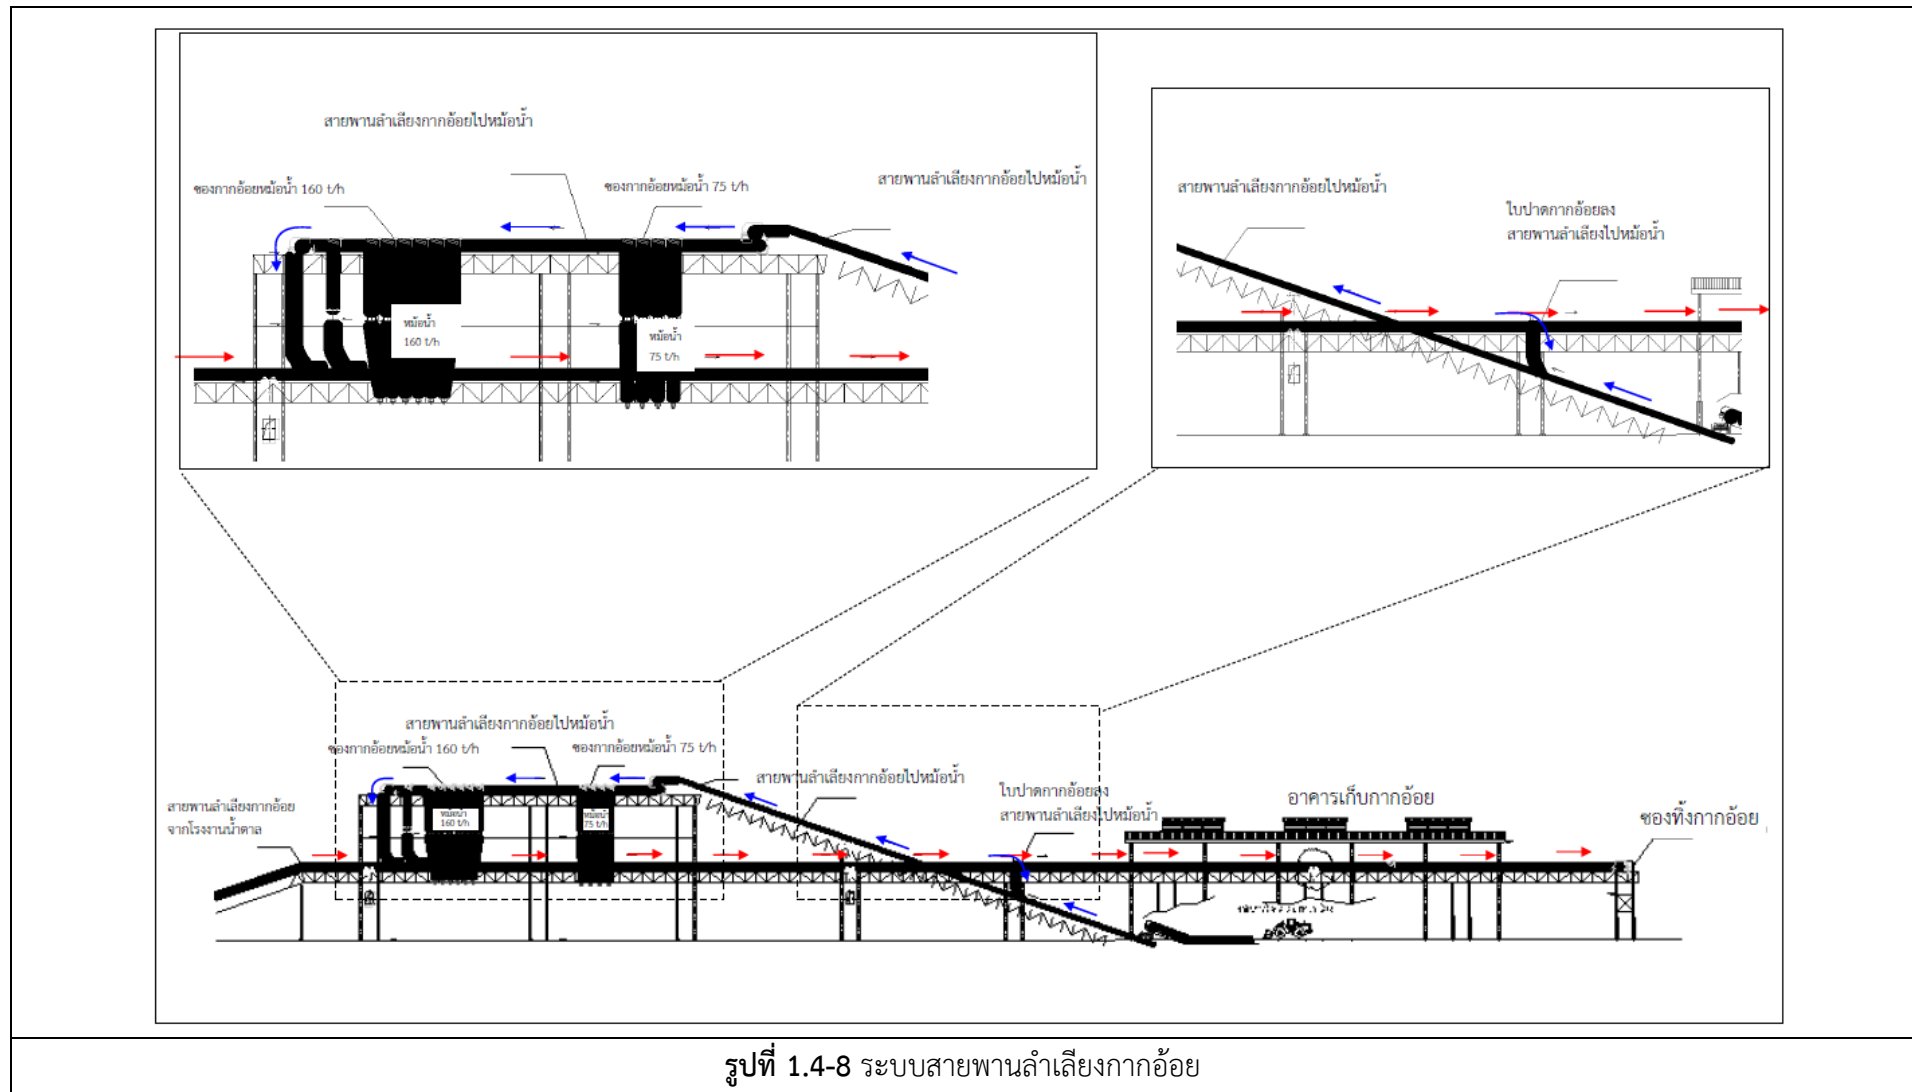 สายพานลำเลียงกากอ้อยไปหม้อน้ำ
ซองกากอ้อยหม้อน้ำ 160 t/h
ซองกากอ้อยหม้อน้ำ 75 t/h
สายพานลำเลียงกากอ้อยไปหม้อน้ำ
หม้อน้ำ
160 t/h
หม้อน้ำ
75 t/h
สายพานลำเลียงกากอ้อยไปหม้อน้ำ
ใบปาดกากอ้อยลง
สายพานลำเลียงไปหม้อน้ำ
สายพานลำเลียงกากอ้อยไปหม้อน้ำ
ซองกากอ้อยหม้อน้ำ 160 t/h
ซองกากอ้อยหม้อน้ำ 75 t/h
สายพานลำเลียงกากอ้อยไปหม้อน้ำ
สายพานลำเลียงกากอ้อย
จากโรงงานน้ำตาล
หม้อน้ำ
160 t/h
หม้อน้ำ
75 t/h
ใบปาดกากอ้อยลง
สายพานลำเลียงไปหม้อน้ำ
อาคารเก็บกากอ้อย
ซองทิ้งกากอ้อย
รูปที่ 1.4-8 ระบบสายพานลำเลียงกากอ้อย